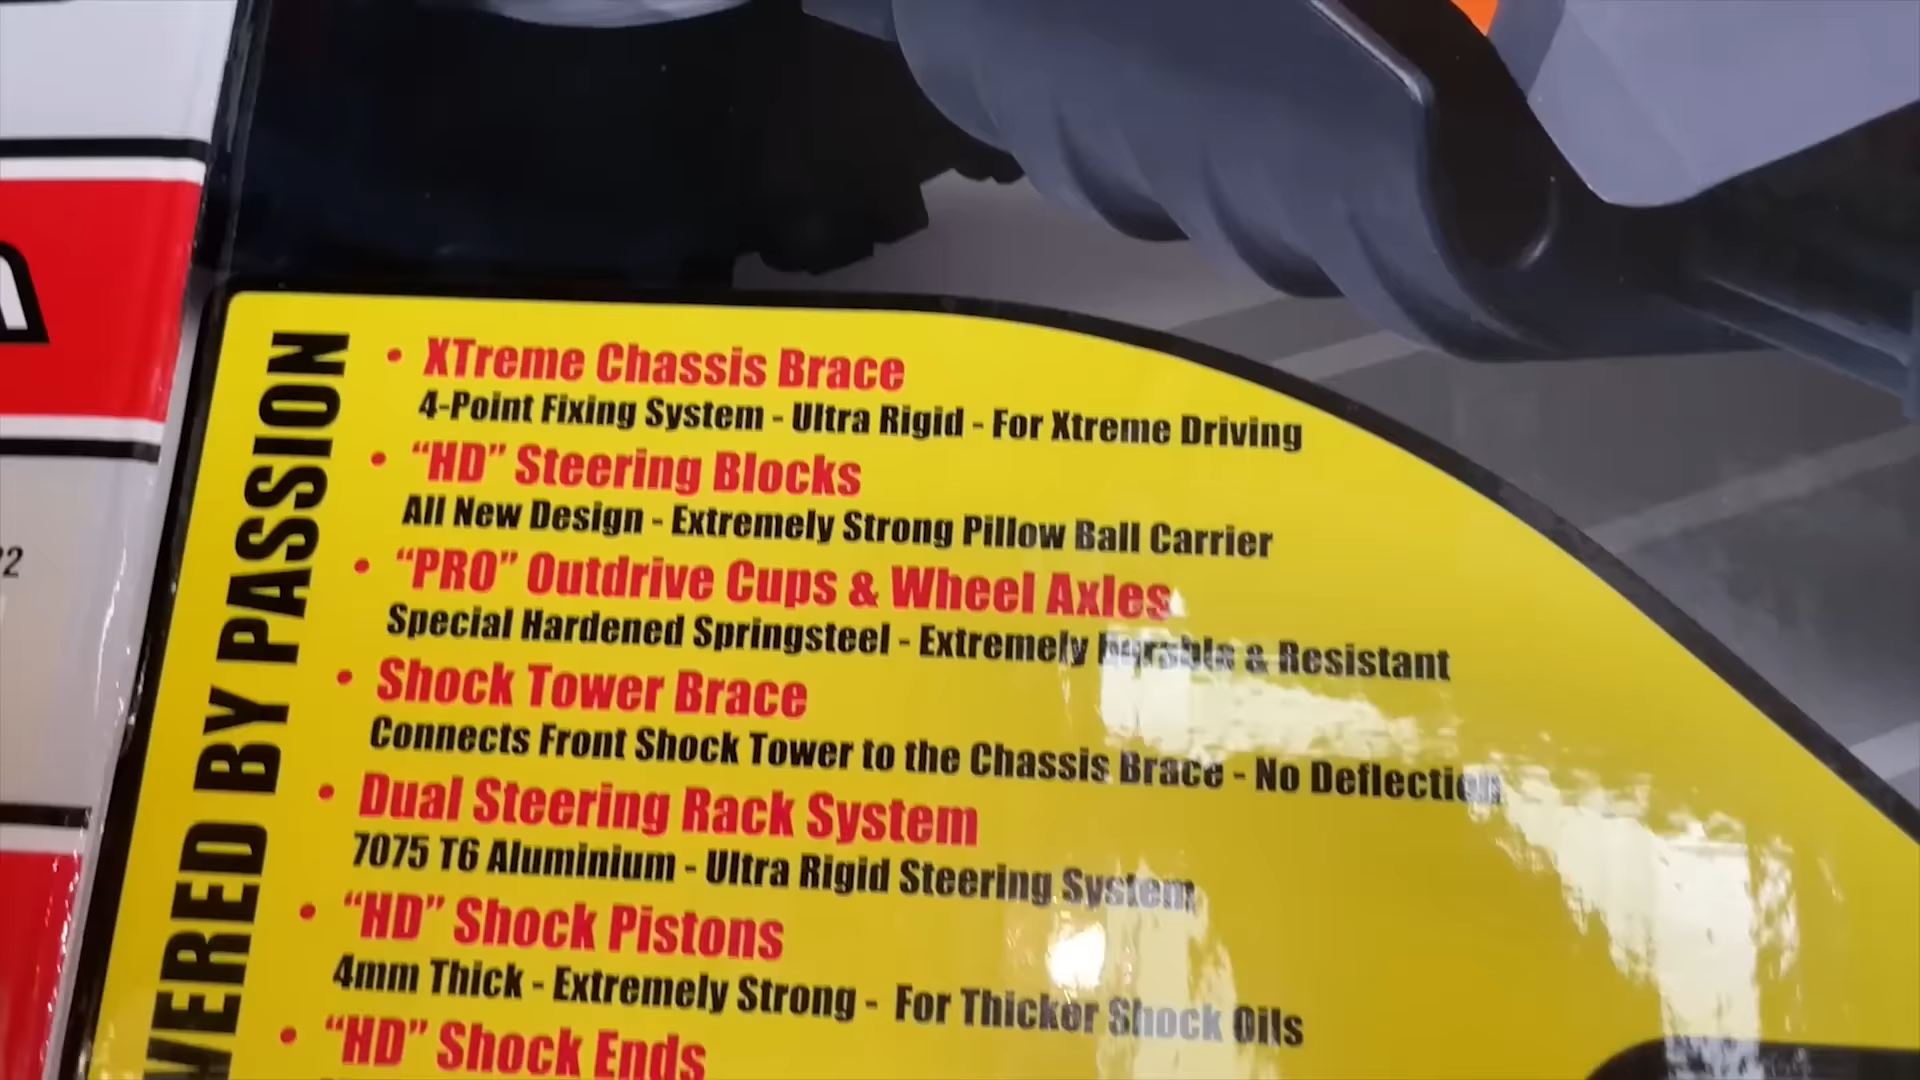 • XTreme Chassis Brace
4-Point Fixing System - Ultra Rigid - For Xtreme Driving
• “HD” Steering Blocks
All New Design - Extremely Strong Pillow Ball Carrier
• “PRO” Outdrive Cups & Wheel Axles
Special Hardened Springsteel - Extremely Durable & Resistant
• Shock Tower Brace
Connects Front Shock Tower to the Chassis Brace - No Deflection
• Dual Steering Rack System
7075 T6 Aluminium - Ultra Rigid Steering System
• “HD” Shock Pistons
4mm Thick - Extremely Strong - For Thicker Shock Oils
• “HD” Shock Ends
WERED BY PASSION